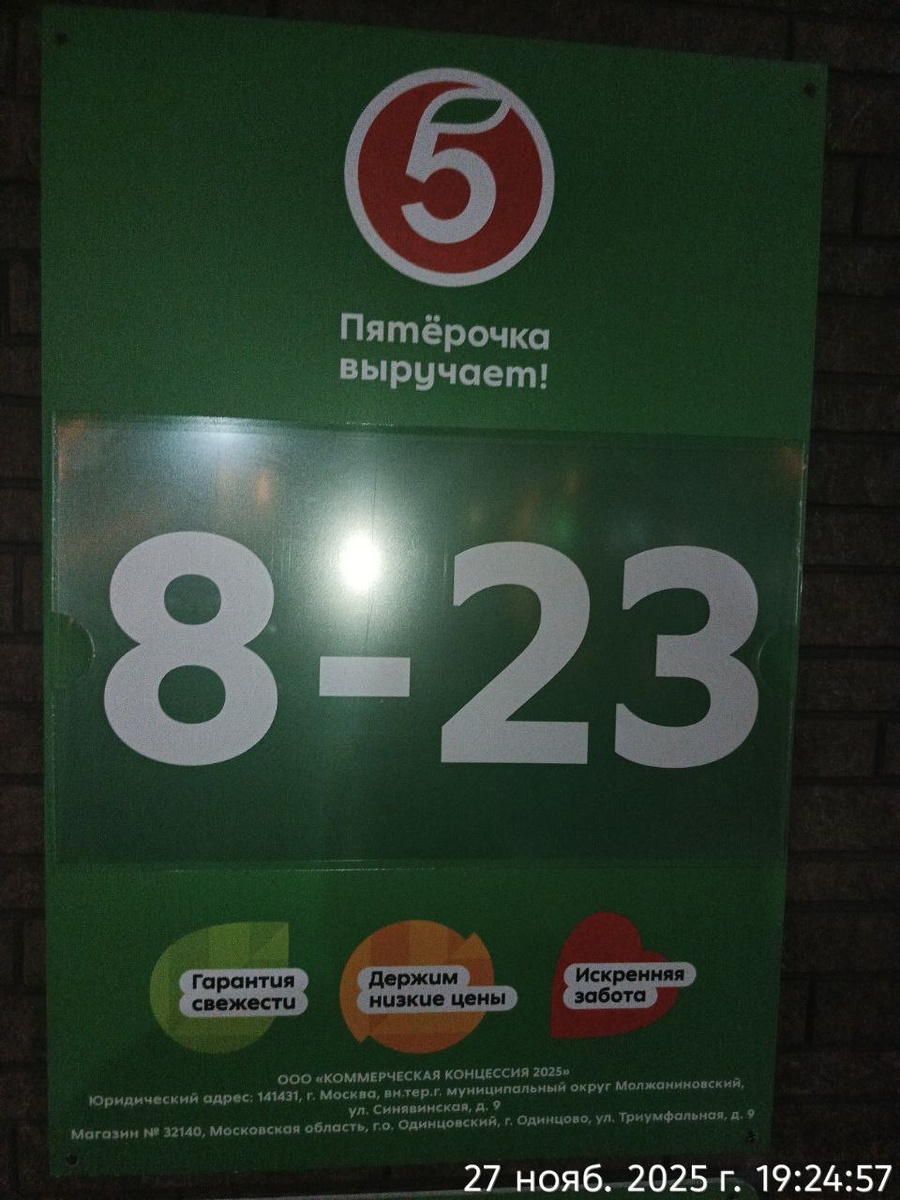 5
Пятёрочка
выручает!
8-23
Гарантия
свежести
Держим
низкие цены
Искренняя
забота
ООО «КОММЕРЧЕСКАЯ КОНЦЕССИЯ 2025»
Юридический адрес: 141431, г. Москва, вн.тер.г. муниципальный округ Молжаниновский,
ул. Синявинская, д. 9
Магазин № 32140, Московская область, г.о. Одинцовский, г. Одинцово, ул. Триумфальная, д. 9
27 нояб. 2025 г. 19:24:57